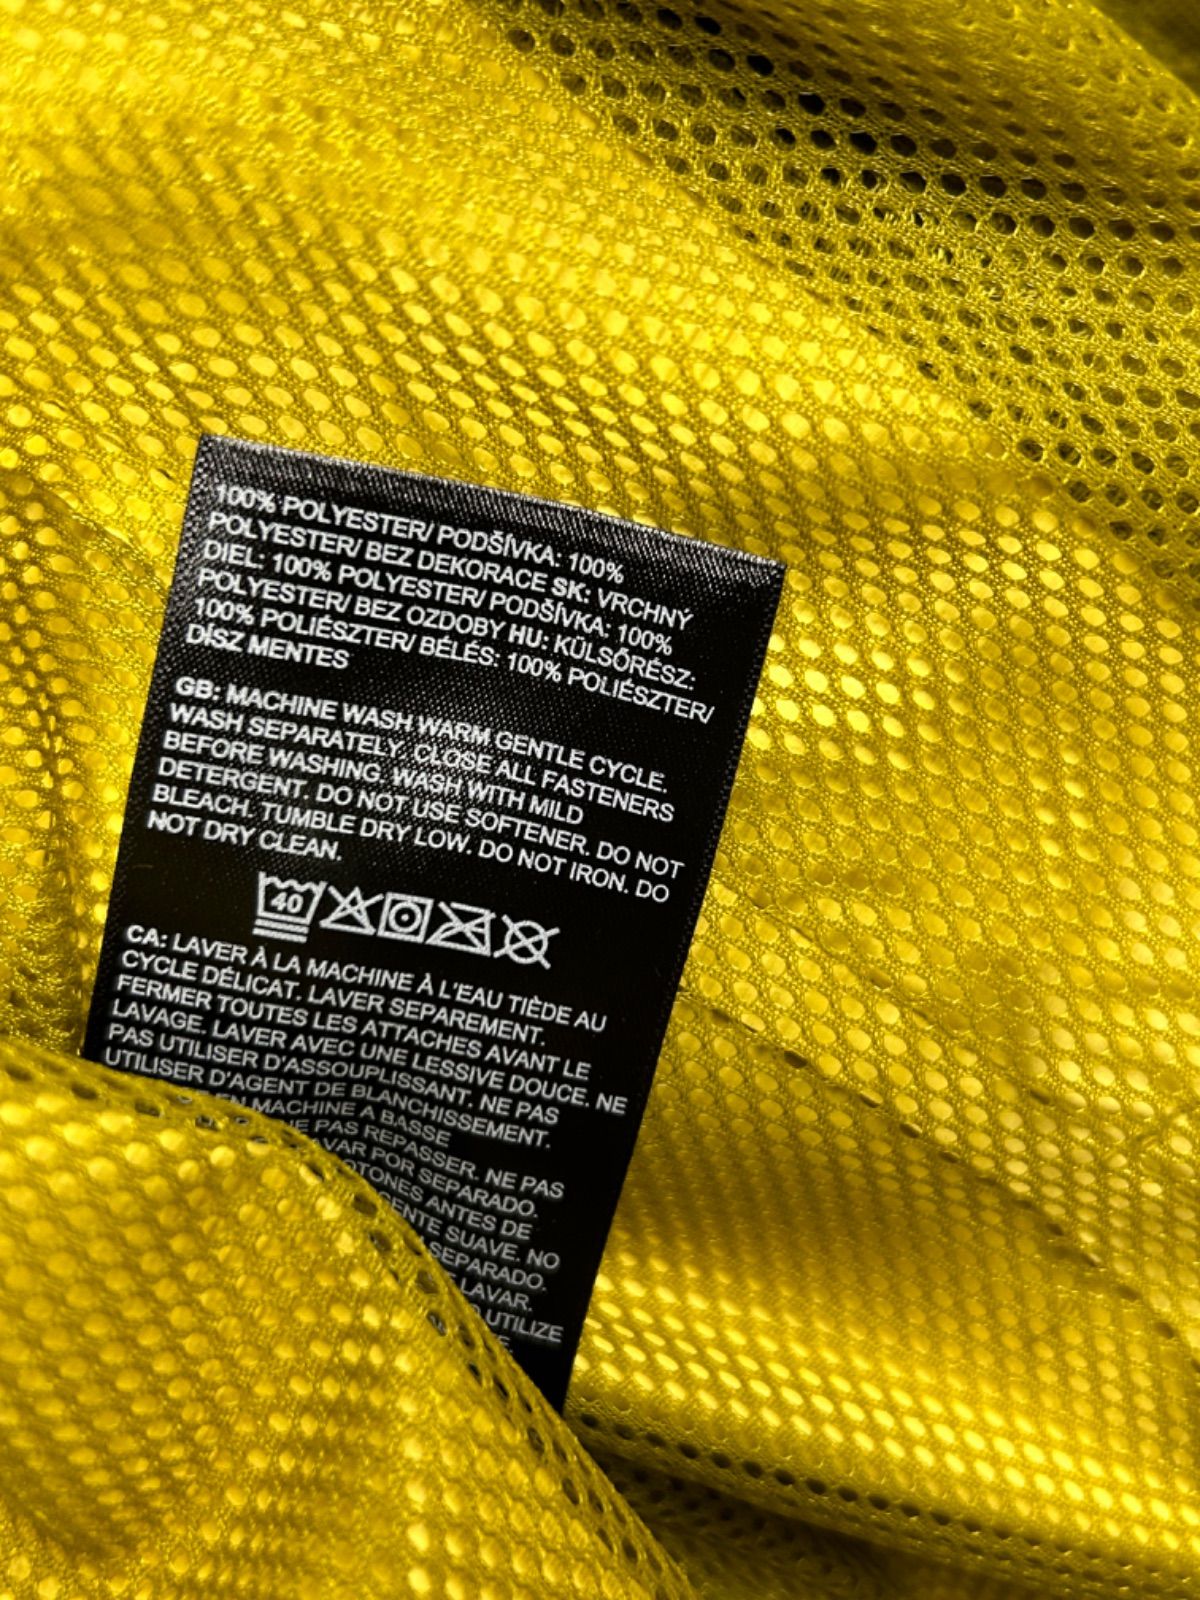 100% POLYESTER/ PODŠÍVKA: 100%
POLYESTER/ BEZ DEKORACE SK: VRCHNÝ
DIEL: 100% POLYESTER/ PODŠÍVKA: 100%
POLYESTER/ BEZ OZDOBY HU: KÜLSŐRÉSZ:
100% POLIÉSZTER/ BÉLÉS: 100% POLIÉSZTER/
DÍSZ MENTES
GB: MACHINE WASH WARM GENTLE CYCLE.
WASH SEPARATELY. CLOSE ALL FASTENERS
BEFORE WASHING. WASH WITH MILD
DETERGENT. DO NOT USE SOFTENER. DO NOT
BLEACH. TUMBLE DRY LOW. DO NOT IRON. DO
NOT DRY CLEAN.
40
CA: LAVER À LA MACHINE À L'EAU TIÈDE AU
CYCLE DÉLICAT. LAVER SEPAREMENT.
FERMER TOUTES LES ATTACHES AVANT LE
LAVAGE. LAVER AVEC UNE LESSIVE DOUCE. NE
PAS UTILISER D'ASSOUPLISSANT. NE PAS
UTILISER D'AGENT DE BLANCHISSEMENT.
EN MACHINE A BASSE
NE PAS REPASSER. NE PAS
POR SEPARADO.
ANTES DE
SUAVE. NO
SEPARADO.
LAVAR.
UTILIZE